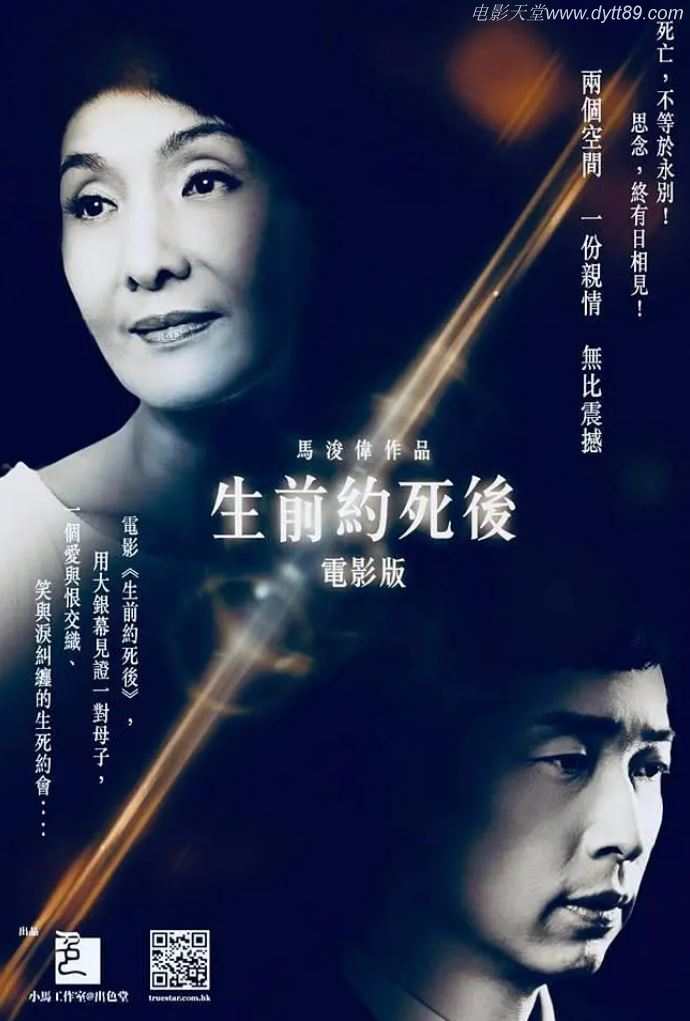 电影天堂www.dytt89.com
死亡，不等於永別！
思念，終有日相見！
兩個空間 一份親情 無比震撼
馬浚偉作品
生前約死後
電影版
電影《生前約死後》，
用大銀幕見證一對母子，
一個愛與恨交織、
笑與淚糾纏的生死約會....
出品
色
小馬工作室@出色堂
truestar.com.hk